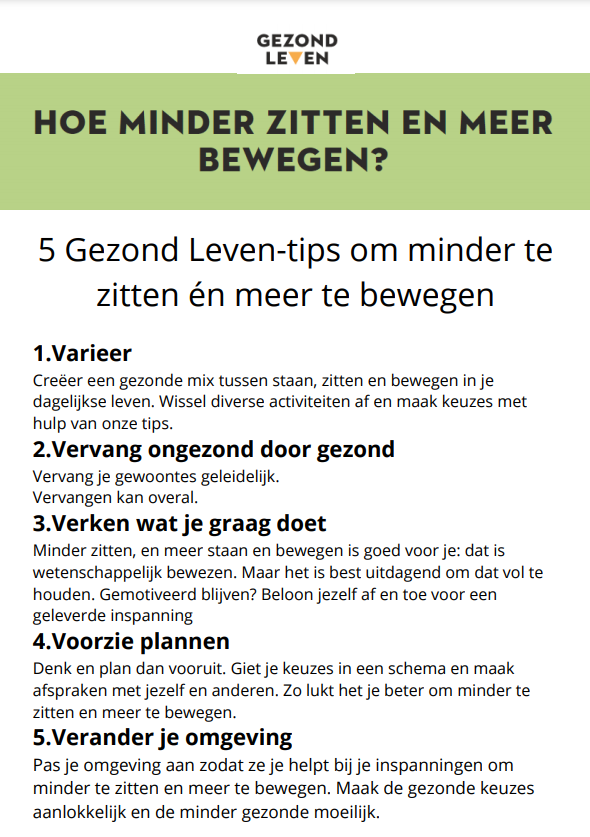 GEZOND
LEVEN
HOE MINDER ZITTEN EN MEER
BEWEGEN?
5 Gezond Leven-tips om minder te
zitten én meer te bewegen
1.Varieer
Creëer een gezonde mix tussen staan, zitten en bewegen in je
dagelijkse leven. Wissel diverse activiteiten af en maak keuzes met
hulp van onze tips.
2.Vervang ongezond door gezond
Vervang je gewoontes geleidelijk.
Vervangen kan overal.
3.Verken wat je graag doet
Minder zitten, en meer staan en bewegen is goed voor je: dat is
wetenschappelijk bewezen. Maar het is best uitdagend om dat vol te
houden. Gemotiveerd blijven? Beloon jezelf af en toe voor een
geleverde inspanning
4.Voorzie plannen
Denk en plan dan vooruit. Giet je keuzes in een schema en maak
afspraken met jezelf en anderen. Zo lukt het je beter om minder te
zitten en meer te bewegen.
5.Verander je omgeving
Pas je omgeving aan zodat ze je helpt bij je inspanningen om
minder te zitten en meer te bewegen. Maak de gezonde keuzes
aanlokkelijk en de minder gezonde moeilijk.